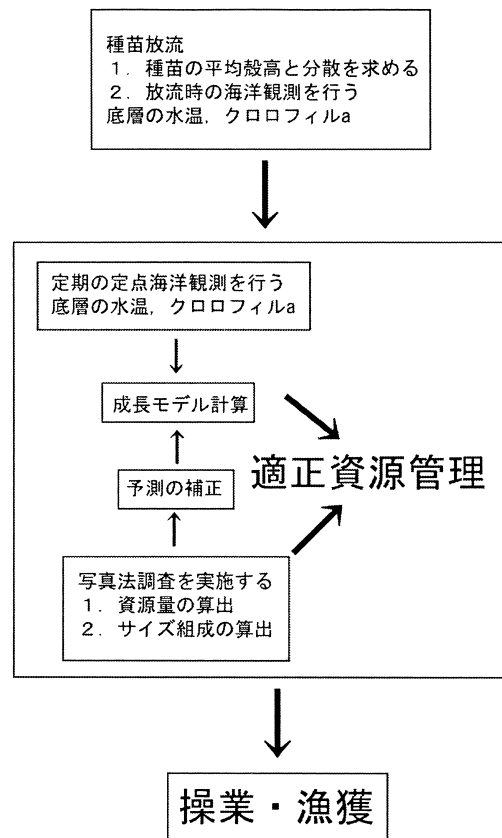 種苗放流
1．種苗の平均殻高と分散を求める
2．放流時の海洋観測を行う
底層の水温，クロロフィルa
定期の定点海洋観測を行う
底層の水温，クロロフィルa
成長モデル計算
適正資源管理
予測の補正
写真法調査を実施する
1．資源量の算出
2．サイズ組成の算出
操業・漁獲